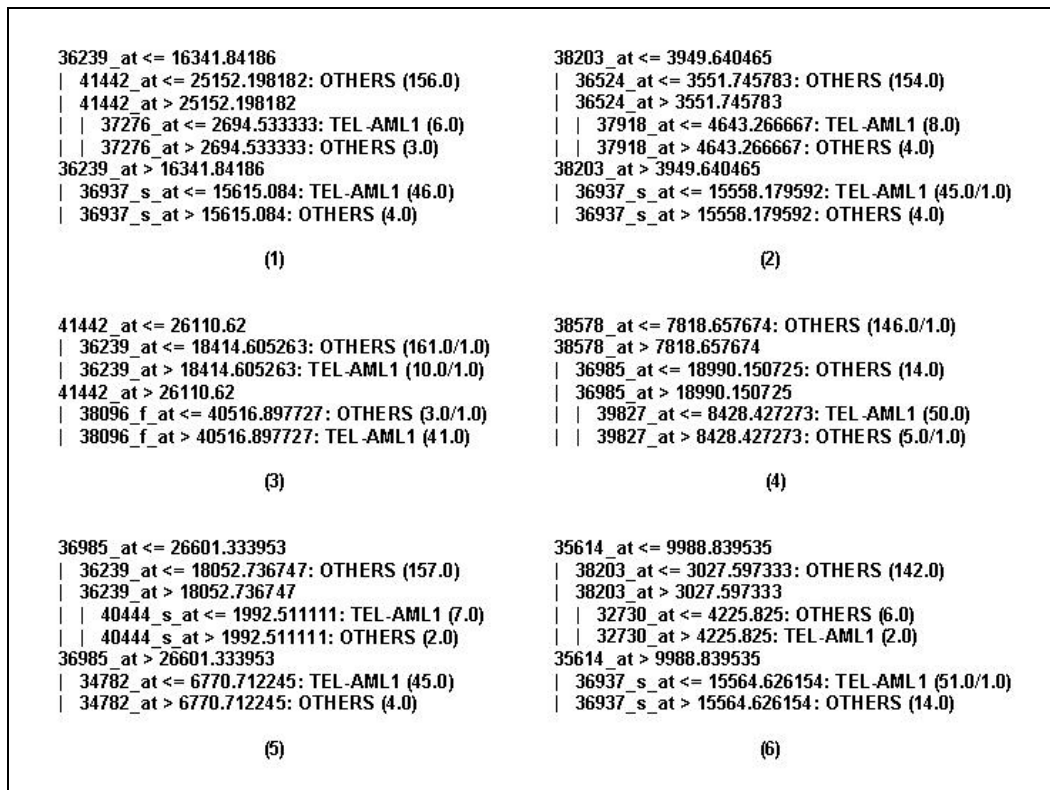 36239_at <= 16341.84186
| 41442_at <= 25152.198182: OTHERS (156.0)
| 41442_at > 25152.198182
| | 37276_at <= 2694.533333: TEL-AML1 (6.0)
| | 37276_at > 2694.533333: OTHERS (3.0)
36239_at > 16341.84186
| 36937_s_at <= 15615.084: TEL-AML1 (46.0)
| 36937_s_at > 15615.084: OTHERS (4.0)
(1)
38203_at <= 3949.640465
| 36524_at <= 3551.745783: OTHERS (154.0)
| 36524_at > 3551.745783
| | 37918_at <= 4643.266667: TEL-AML1 (8.0)
| | 37918_at > 4643.266667: OTHERS (4.0)
38203_at > 3949.640465
| 36937_s_at <= 15558.179592: TEL-AML1 (45.0/1.0)
| 36937_s_at > 15558.179592: OTHERS (4.0)
(2)
41442_at <= 26110.62
| 36239_at <= 18414.605263: OTHERS (161.0/1.0)
| 36239_at > 18414.605263: TEL-AML1 (10.0/1.0)
41442_at > 26110.62
| 38096_f_at <= 40516.897727: OTHERS (3.0/1.0)
| 38096_f_at > 40516.897727: TEL-AML1 (41.0)
(3)
38578_at <= 7818.657674: OTHERS (146.0/1.0)
38578_at > 7818.657674
| 36985_at <= 18990.150725: OTHERS (14.0)
| 36985_at > 18990.150725
| | 39827_at <= 8428.427273: TEL-AML1 (50.0)
| | 39827_at > 8428.427273: OTHERS (5.0/1.0)
(4)
36985_at <= 26601.333953
| 36239_at <= 18052.736747: OTHERS (157.0)
| 36239_at > 18052.736747
| | 40444_s_at <= 1992.511111: TEL-AML1 (7.0)
| | 40444_s_at > 1992.511111: OTHERS (2.0)
36985_at > 26601.333953
| 34782_at <= 6770.712245: TEL-AML1 (45.0)
| 34782_at > 6770.712245: OTHERS (4.0)
(5)
35614_at <= 9988.839535
| 38203_at <= 3027.597333: OTHERS (142.0)
| 38203_at > 3027.597333
| | 32730_at <= 4225.825: OTHERS (6.0)
| | 32730_at > 4225.825: TEL-AML1 (2.0)
35614_at > 9988.839535
| 36937_s_at <= 15564.626154: TEL-AML1 (51.0/1.0)
| 36937_s_at > 15564.626154: OTHERS (14.0)
(6)